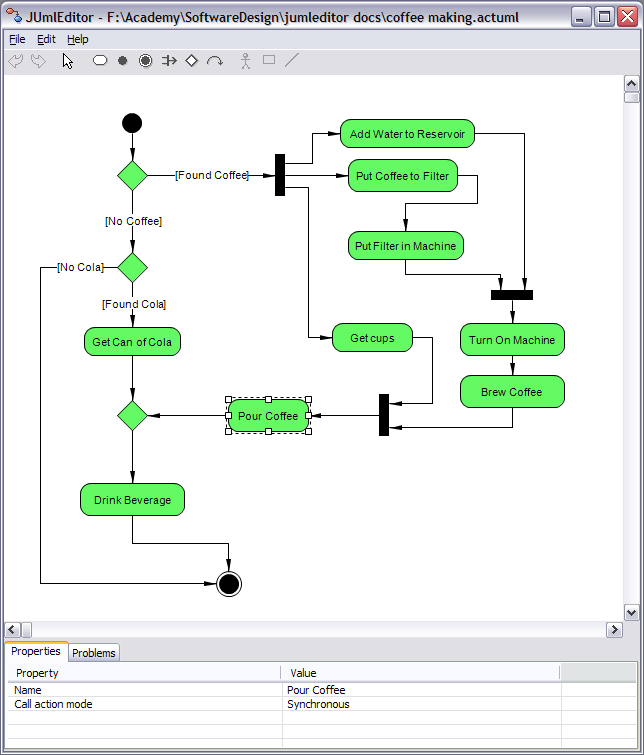 JUmlEditor - F:\Academy\SoftwareDesign\jumleditor docs\coffee making.actuml
File Edit Help
Add Water to Reservoir
[Found Coffee]
Put Coffee to Filter
[No Coffee]
Put Filter in Machine
[No Cola]
[Found Cola]
Get Can of Cola
Get cups
Turn On Machine
Brew Coffee
Pour Coffee
Drink Beverage
Properties Problems
Property Value
Name Pour Coffee
Call action mode Synchronous